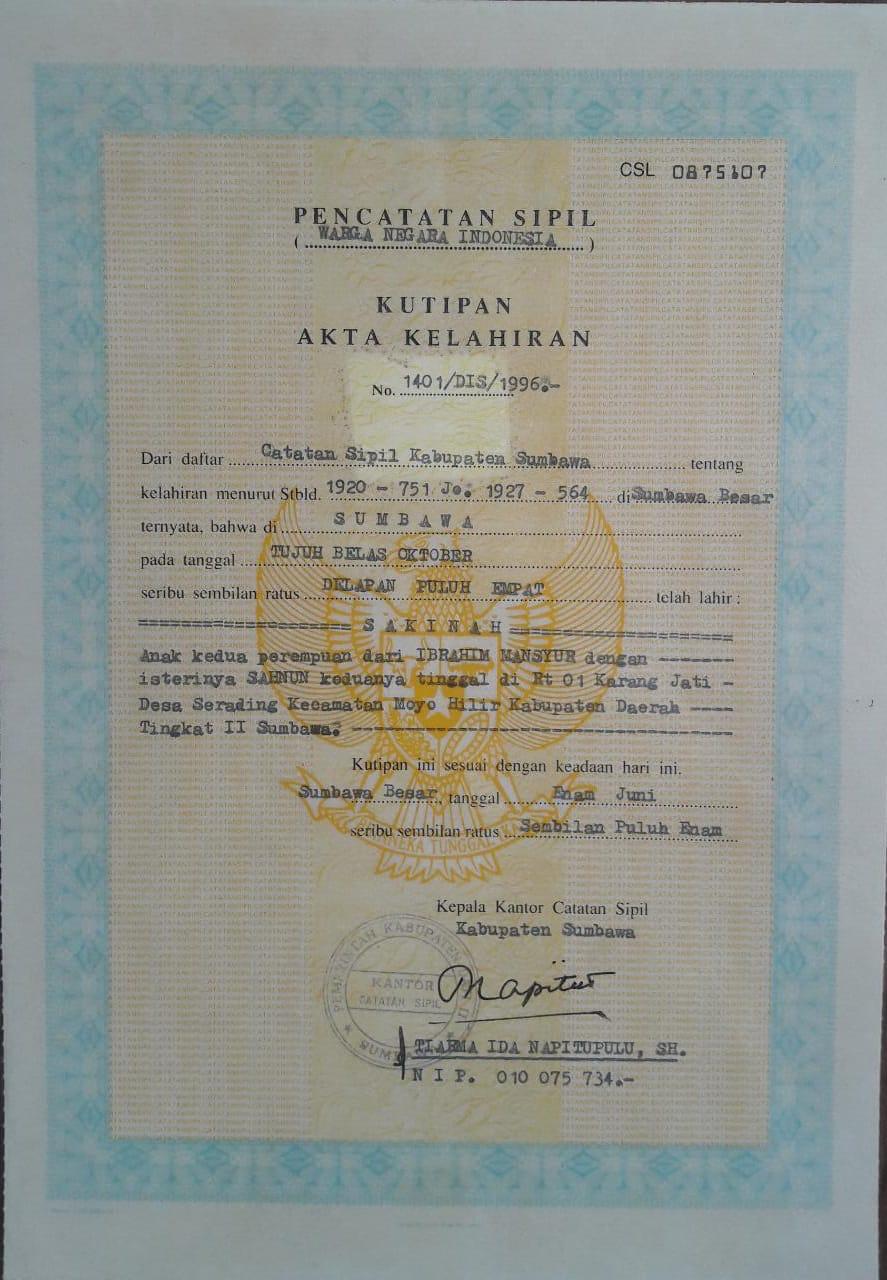 CSL 0875107
PENCATATAN SIPIL
( WARGA NEGARA INDONESIA )
KUTIPAN
AKTA KELAHIRAN
No. 1401/DIS/1996.-
Dari daftar Catatan Sipil Kabupaten Sumbawa tentang
kelahiran menurut Stbld. 1920 - 751 Jo. 1927 - 564 di Sumbawa Besar
ternyata, bahwa di S U M B A W A
pada tanggal TUJUH BELAS OKTOBER
seribu sembilan ratus DELAPAN PULUH EMPAT telah lahir :
=================== S A K I N A H ====================
Anak kedua perempuan dari IBRAHIM MANSYUR dengan -------
isterinya SAHNUN keduanya tinggal di Rt 01 Karang Jati -
Desa Serading Kecamatan Moyo Hilir Kabupaten Daerah ----
Tingkat II Sumbawa. -----------------------------------
Kutipan ini sesuai dengan keadaan hari ini.
Sumbawa Besar, tanggal Enam Juni
seribu sembilan ratus Sembilan Puluh Enam
NEKA TUNGGAL
Kepala Kantor Catatan Sipil
Kabupaten Sumbawa
PEMERINTAH KABUPATEN
KANTOR
CATATAN SIPIL
TIARMA IDA NAPITUPULU, SH.
N I P. 010 075 734.-